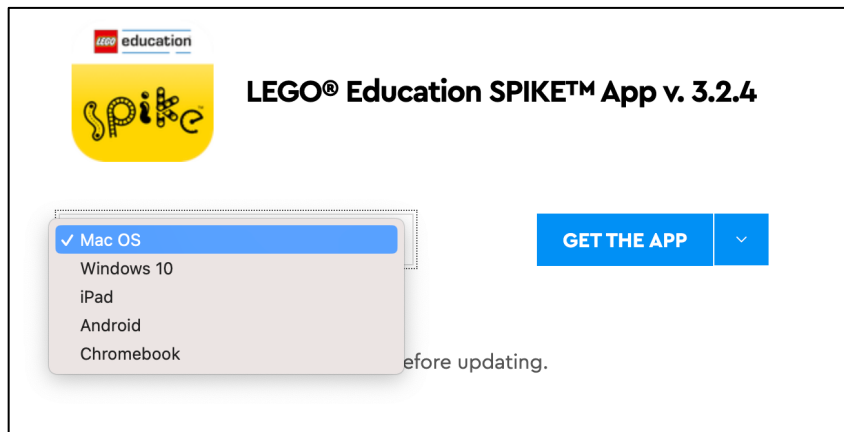 LEGO education
spike™
LEGO® Education SPIKE™ App v. 3.2.4
✓ Mac OS
Windows 10
iPad
Android
Chromebook
GET THE APP
efore updating.